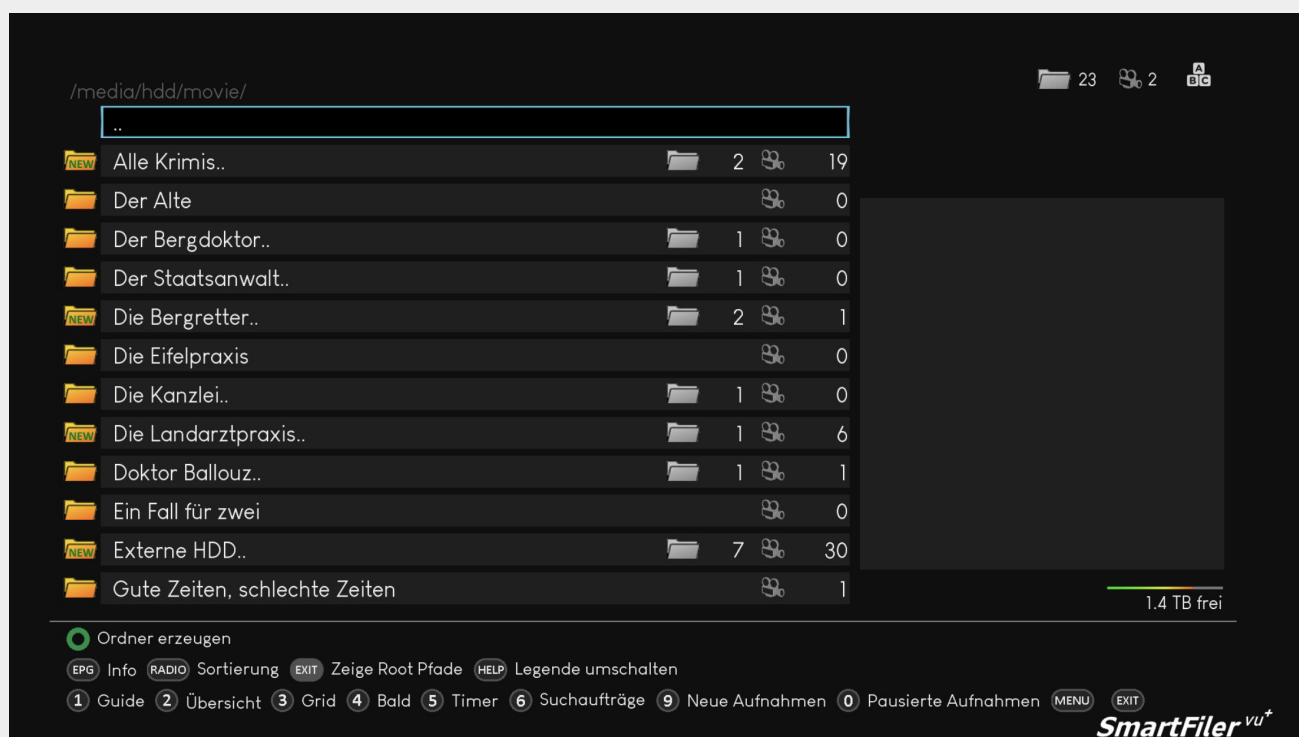 /media/hdd/movie/ 23 2 ABC
..
NEW Alle Krimis.. 2 19
Der Alte 0
Der Bergdoktor.. 1 0
Der Staatsanwalt.. 1 0
NEW Die Bergretter.. 2 1
Die Eifelpraxis 0
Die Kanzlei.. 1 0
NEW Die Landarztpraxis.. 1 6
Doktor Ballouz.. 1 1
Ein Fall für zwei 0
NEW Externe HDD.. 7 30
Gute Zeiten, schlechte Zeiten 1
1.4 TB frei
Ordner erzeugen
EPG Info RADIO Sortierung EXIT Zeige Root Pfade HELP Legende umschalten
1 Guide 2 Übersicht 3 Grid 4 Bald 5 Timer 6 Suchaufträge 9 Neue Aufnahmen 0 Pausierte Aufnahmen MENU EXIT
SmartFiler vu+